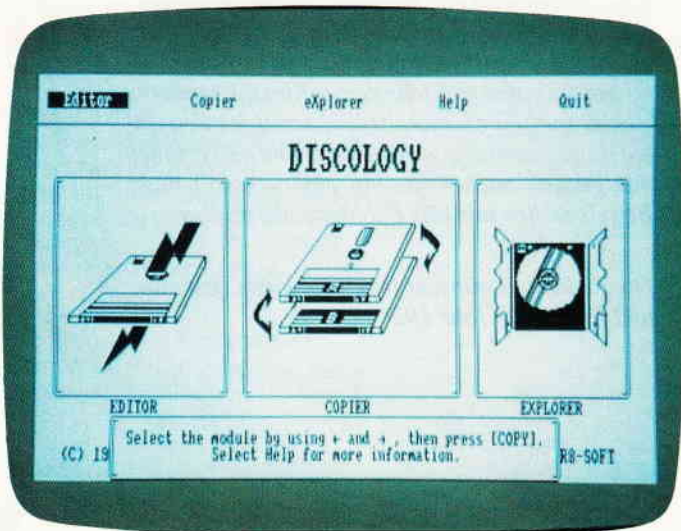 Editor Copier eXplorer Help Quit
DISCOLOGY
EDITOR COPIER EXPLORER
Select the module by using ← and → , then press [COPY].
Select Help for more information.
(C) 19 R8-SOFT